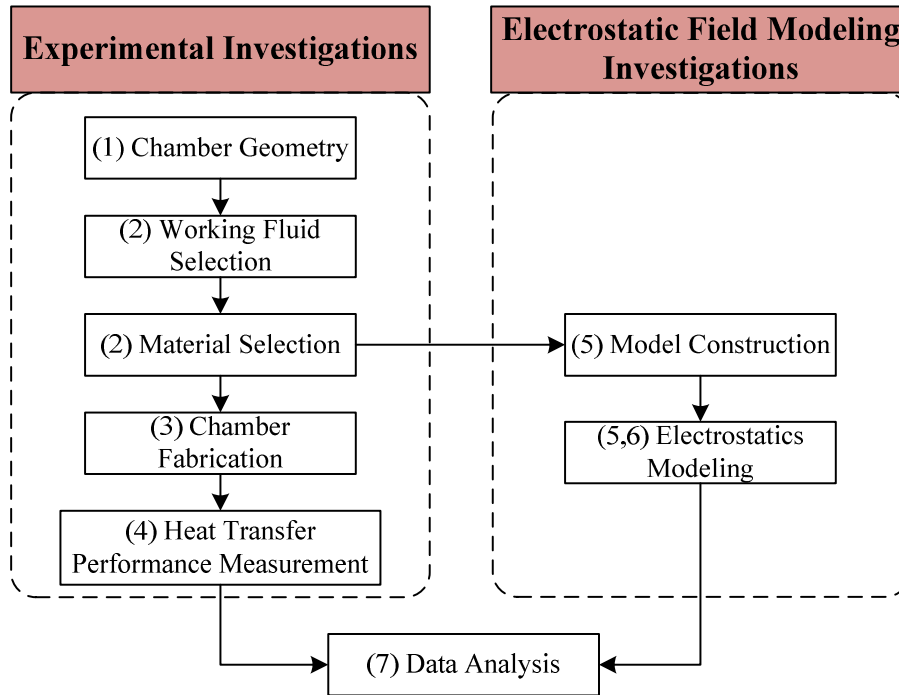 Experimental Investigations
Electrostatic Field Modeling
Investigations
(1) Chamber Geometry
(2) Working Fluid
Selection
(2) Material Selection
(3) Chamber
Fabrication
(4) Heat Transfer
Performance Measurement
(5) Model Construction
(5,6) Electrostatics
Modeling
(7) Data Analysis